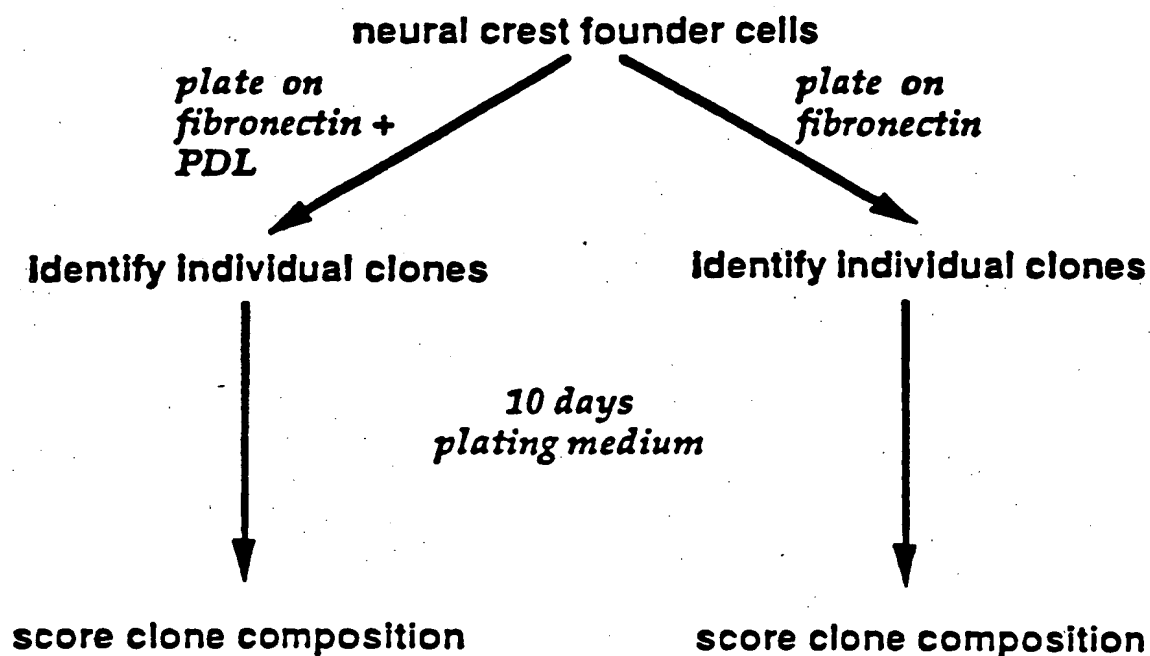 neural crest founder cells
plate on
fibronectin +
PDL
plate on
fibronectin
identify individual clones
identify individual clones
10 days
plating medium
score clone composition
score clone composition